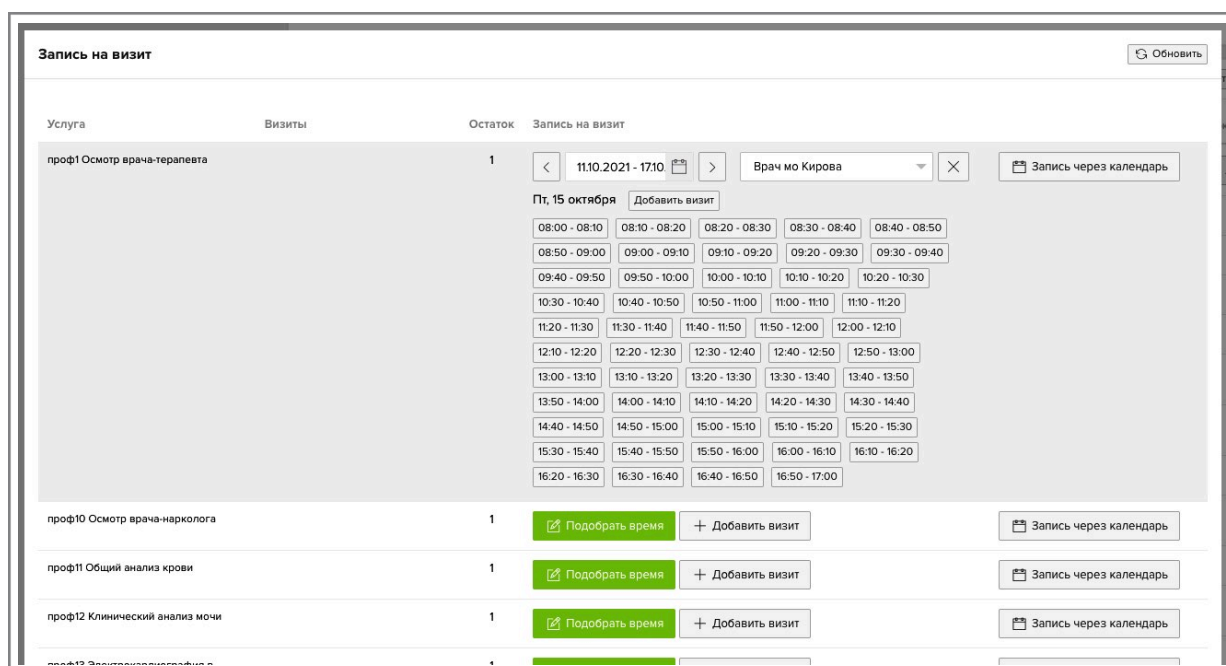 Запись на визит
Обновить
Услуга Визиты Остаток Запись на визит
проф1 Осмотр врача-терапевта 1 11.10.2021 - 17.10. Врач мо Кирова Запись через календарь
Пт, 15 октября Добавить визит
08:00 - 08:10 08:10 - 08:20 08:20 - 08:30 08:30 - 08:40 08:40 - 08:50
08:50 - 09:00 09:00 - 09:10 09:10 - 09:20 09:20 - 09:30 09:30 - 09:40
09:40 - 09:50 09:50 - 10:00 10:00 - 10:10 10:10 - 10:20 10:20 - 10:30
10:30 - 10:40 10:40 - 10:50 10:50 - 11:00 11:00 - 11:10 11:10 - 11:20
11:20 - 11:30 11:30 - 11:40 11:40 - 11:50 11:50 - 12:00 12:00 - 12:10
12:10 - 12:20 12:20 - 12:30 12:30 - 12:40 12:40 - 12:50 12:50 - 13:00
13:00 - 13:10 13:10 - 13:20 13:20 - 13:30 13:30 - 13:40 13:40 - 13:50
13:50 - 14:00 14:00 - 14:10 14:10 - 14:20 14:20 - 14:30 14:30 - 14:40
14:40 - 14:50 14:50 - 15:00 15:00 - 15:10 15:10 - 15:20 15:20 - 15:30
15:30 - 15:40 15:40 - 15:50 15:50 - 16:00 16:00 - 16:10 16:10 - 16:20
16:20 - 16:30 16:30 - 16:40 16:40 - 16:50 16:50 - 17:00
проф10 Осмотр врача-нарколога 1 Подобрать время + Добавить визит Запись через календарь
проф11 Общий анализ крови 1 Подобрать время + Добавить визит Запись через календарь
проф12 Клинический анализ мочи 1 Подобрать время + Добавить визит Запись через календарь
проф13 Электрокардиография в 1